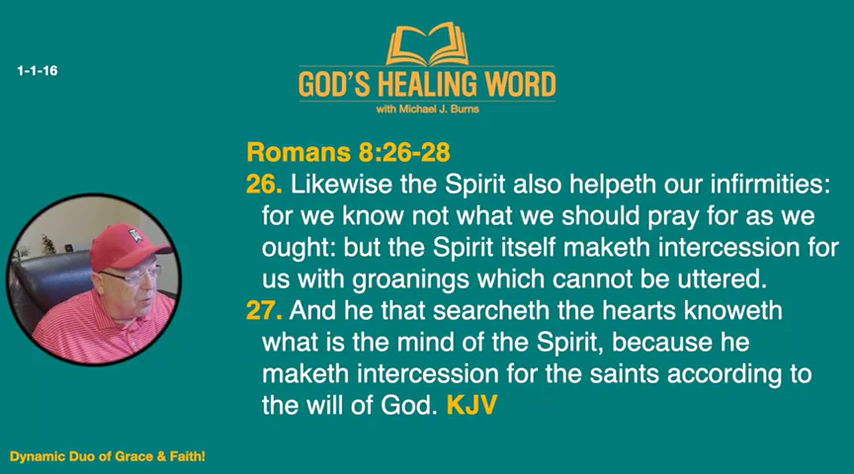 1-1-16
GOD'S HEALING WORD
with Michael J. Burns
Romans 8:26-28
26. Likewise the Spirit also helpeth our infirmities:
for we know not what we should pray for as we
ought: but the Spirit itself maketh intercession for
us with groanings which cannot be uttered.
27. And he that searcheth the hearts knoweth
what is the mind of the Spirit, because he
maketh intercession for the saints according to
the will of God. KJV
Dynamic Duo of Grace & Faith!